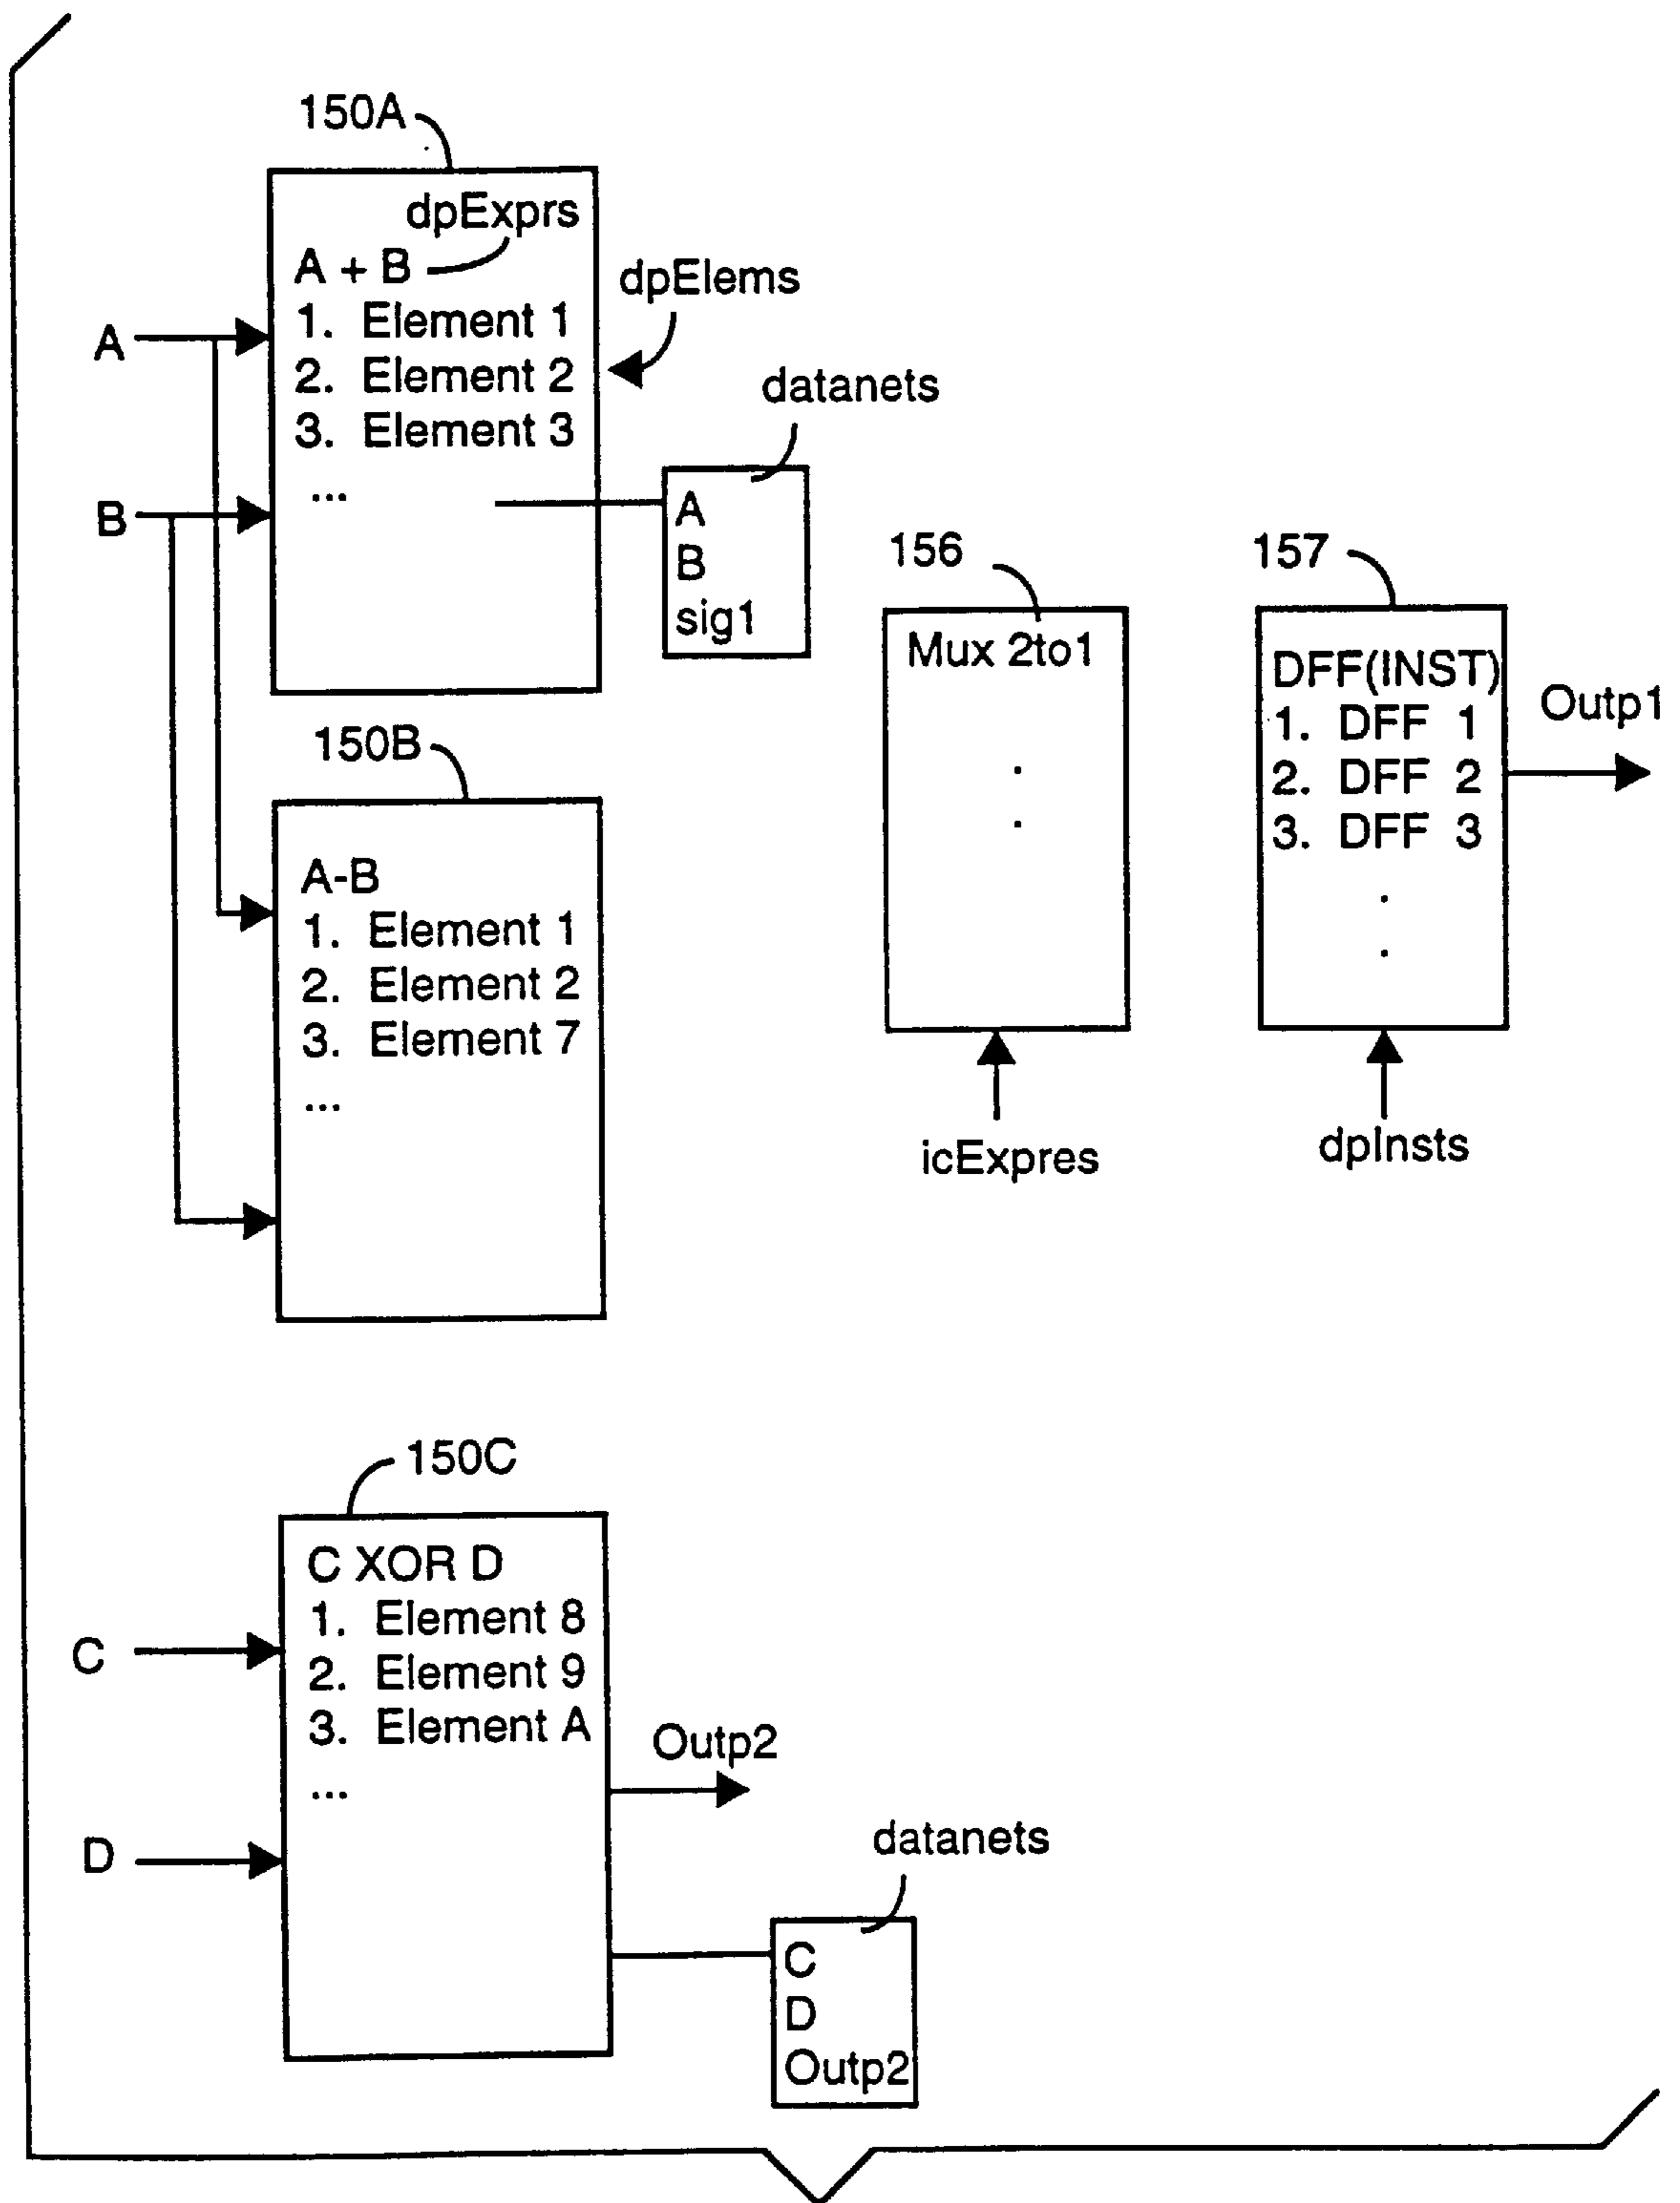 150A
dpExprs
A + B
1. Element 1
2. Element 2
3. Element 3
...
A
B
dpElems
datanets
A
B
sig1
150B
A-B
1. Element 1
2. Element 2
3. Element 7
...
156
Mux 2to1
.
.
icExpres
157
DFF(INST)
1. DFF 1
2. DFF 2
3. DFF 3
.
.
Outp1
dpInsts
150C
C XOR D
1. Element 8
2. Element 9
3. Element A
...
C
D
Outp2
datanets
C
D
Outp2